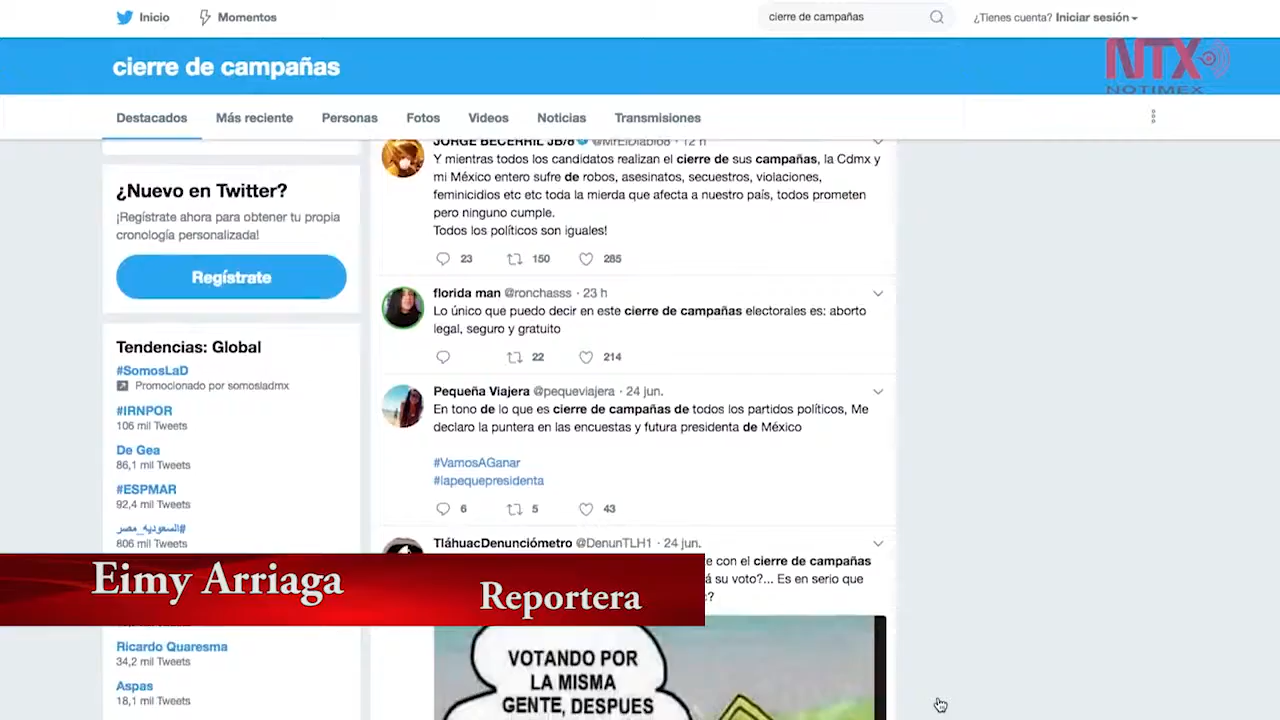 Inicio
Momentos
cierre de campañas
¿Tienes cuenta? Iniciar sesión
cierre de campañas
NTX
NOTIMEX
Destacados
Más reciente
Personas
Fotos
Videos
Noticias
Transmisiones
¿Nuevo en Twitter?
¡Regístrate ahora para obtener tu propia
cronología personalizada!
Regístrate
Tendencias: Global
#SomosLaD
Promocionado por somosladmx
#IRNPOR
106 mil Tweets
De Gea
86,1 mil Tweets
#ESPMAR
92,4 mil Tweets
#السعوديه_مصر
806 mil Tweets
Ricardo Quaresma
34,2 mil Tweets
Aspas
18,1 mil Tweets
JORGE BECERRIL JB/8 @MrElDiablo8 · 12 h
Y mientras todos los candidatos realizan el cierre de sus campañas, la Cdmx y
mi México entero sufre de robos, asesinatos, secuestros, violaciones,
feminicidios etc etc toda la mierda que afecta a nuestro país, todos prometen
pero ninguno cumple.
Todos los políticos son iguales!
23 150 285
florida man @ronchasss · 23 h
Lo único que puedo decir en este cierre de campañas electorales es: aborto
legal, seguro y gratuito
22 214
Pequeña Viajera @pequeviajera · 24 jun.
En tono de lo que es cierre de campañas de todos los partidos políticos, Me
declaro la puntera en las encuestas y futura presidenta de México
#VamosAGanar
#lapequepresidenta
6 5 43
TláhuacDenunciómetro @DenunTLH1 · 24 jun.
e con el cierre de campañas
á su voto?... Es en serio que
?
VOTANDO POR
LA MISMA
GENTE, DESPUES
Eimy Arriaga
Reportera